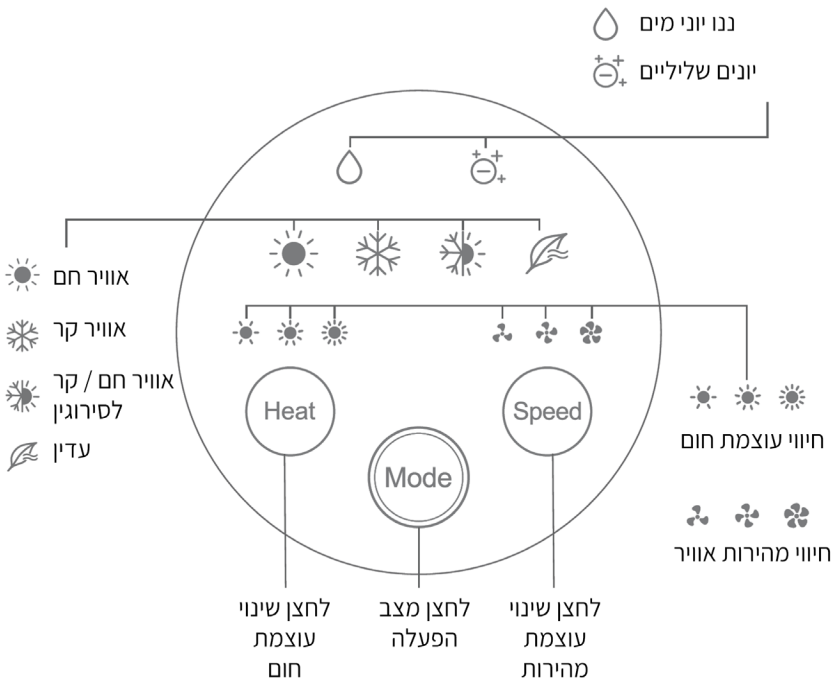 ננו יוני מים
יונים שליליים
אוויר חם
אוויר קר
אוויר חם / קר
לסירוגין
עדין
Heat
Speed
Mode
חיווי עוצמת חום
חיווי מהירות אוויר
לחצן שינוי
עוצמת
חום
לחצן מצב
הפעלה
לחצן שינוי
עוצמת
מהירות